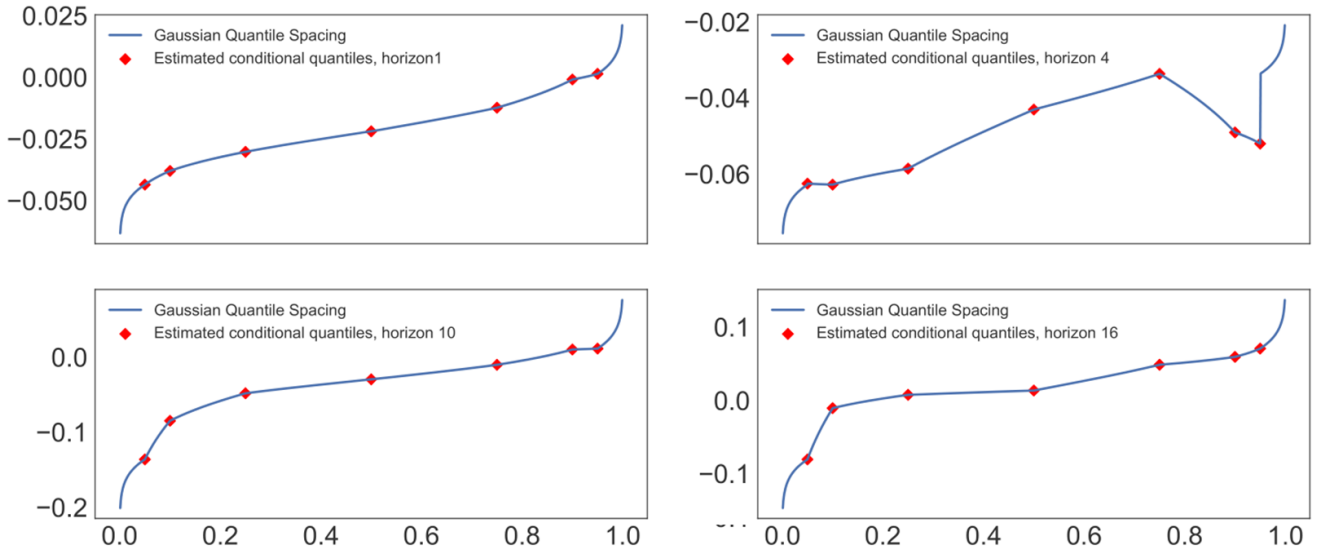 0.025
Gaussian Quantile Spacing
Estimated conditional quantiles, horizon1
0.000
−0.025
−0.050
−0.02
Gaussian Quantile Spacing
Estimated conditional quantiles, horizon 4
−0.04
−0.06
Gaussian Quantile Spacing
Estimated conditional quantiles, horizon 10
0.0
−0.1
−0.2
0.0 0.2 0.4 0.6 0.8 1.0
Gaussian Quantile Spacing
Estimated conditional quantiles, horizon 16
0.1
0.0
−0.1
0.0 0.2 0.4 0.6 0.8 1.0